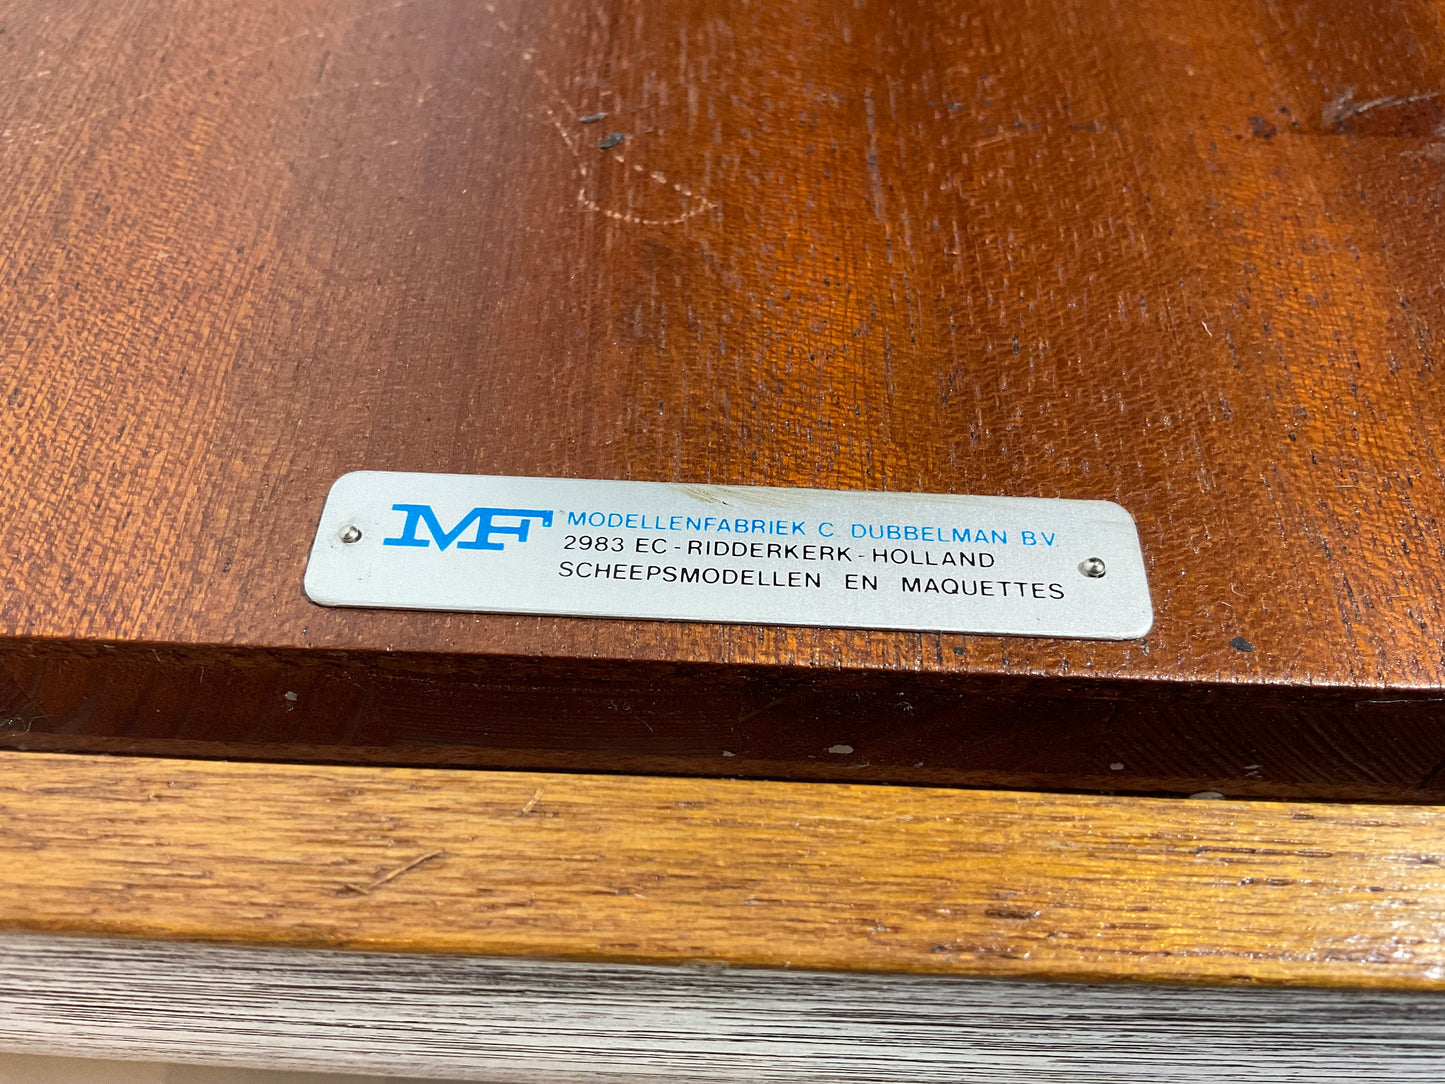 MF MODELLENFABRIEK C. DUBBELMAN B.V.
2983 EC - RIDDERKERK - HOLLAND
SCHEEPSMODELLEN EN MAQUETTES